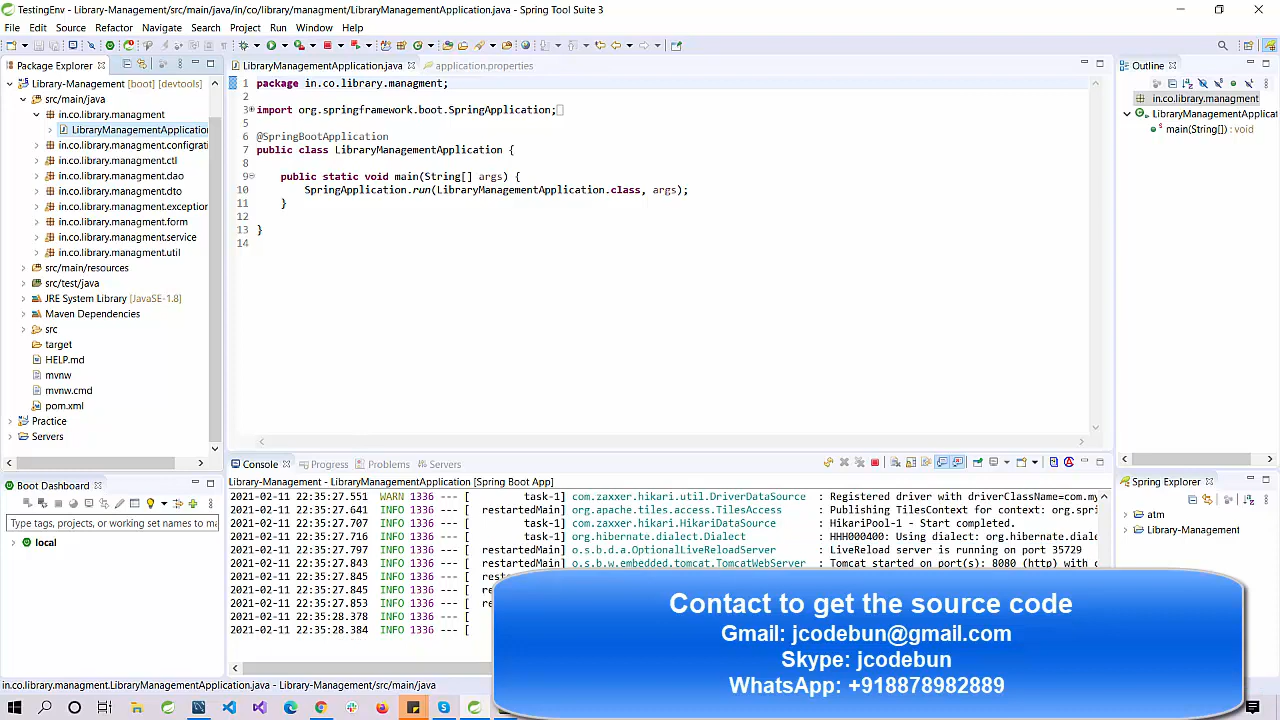 TestingEnv - Library-Management/src/main/java/in/co/library/managment/LibraryManagementApplication.java - Spring Tool Suite 3
File Edit Source Refactor Navigate Search Project Run Window Help
Package Explorer
Library-Management [boot] [devtools]
src/main/java
in.co.library.managment
LibraryManagementApplication
in.co.library.managment.configrati
in.co.library.managment.ctl
in.co.library.managment.dao
in.co.library.managment.dto
in.co.library.managment.exception
in.co.library.managment.form
in.co.library.managment.service
in.co.library.managment.util
src/main/resources
src/test/java
JRE System Library [JavaSE-1.8]
Maven Dependencies
src
target
HELP.md
mvnw
mvnw.cmd
pom.xml
Practice
Servers
LibraryManagementApplication.java application.properties
1 package in.co.library.managment;
2
3 import org.springframework.boot.SpringApplication;
5
6 @SpringBootApplication
7 public class LibraryManagementApplication {
8
9 public static void main(String[] args) {
10 SpringApplication.run(LibraryManagementApplication.class, args);
11 }
12
13 }
14
Outline
in.co.library.managment
LibraryManagementApplicat
main(String[]) : void
Boot Dashboard
Type tags, projects, or working set names to ma
local
Console Progress Problems Servers
Library-Management - LibraryManagementApplication [Spring Boot App]
2021-02-11 22:35:27.551 WARN 1336 --- [ task-1] com.zaxxer.hikari.util.DriverDataSource : Registered driver with driverClassName=com.my
2021-02-11 22:35:27.641 INFO 1336 --- [ restartedMain] org.apache.tiles.access.TilesAccess : Publishing TilesContext for context: org.spri
2021-02-11 22:35:27.707 INFO 1336 --- [ task-1] com.zaxxer.hikari.HikariDataSource : HikariPool-1 - Start completed.
2021-02-11 22:35:27.716 INFO 1336 --- [ task-1] org.hibernate.dialect.Dialect : HHH000400: Using dialect: org.hibernate.diale
2021-02-11 22:35:27.797 INFO 1336 --- [ restartedMain] o.s.b.d.a.OptionalLiveReloadServer : LiveReload server is running on port 35729
2021-02-11 22:35:27.843 INFO 1336 --- [ restartedMain] o.s.b.w.embedded.tomcat.TomcatWebServer : Tomcat started on port(s): 8080 (http) with c
2021-02-11 22:35:27.845 INFO 1336 --- [ res
2021-02-11 22:35:27.845 INFO 1336 --- [ re
2021-02-11 22:35:27.853 INFO 1336 --- [ re
2021-02-11 22:35:28.378 INFO 1336 --- [
2021-02-11 22:35:28.384 INFO 1336 --- [
Spring Explorer
atm
Library-Management
Contact to get the source code
Gmail: jcodebun@gmail.com
Skype: jcodebun
WhatsApp: +918878982889
in.co.library.managment.LibraryManagementApplication.java - Library-Management/src/main/java